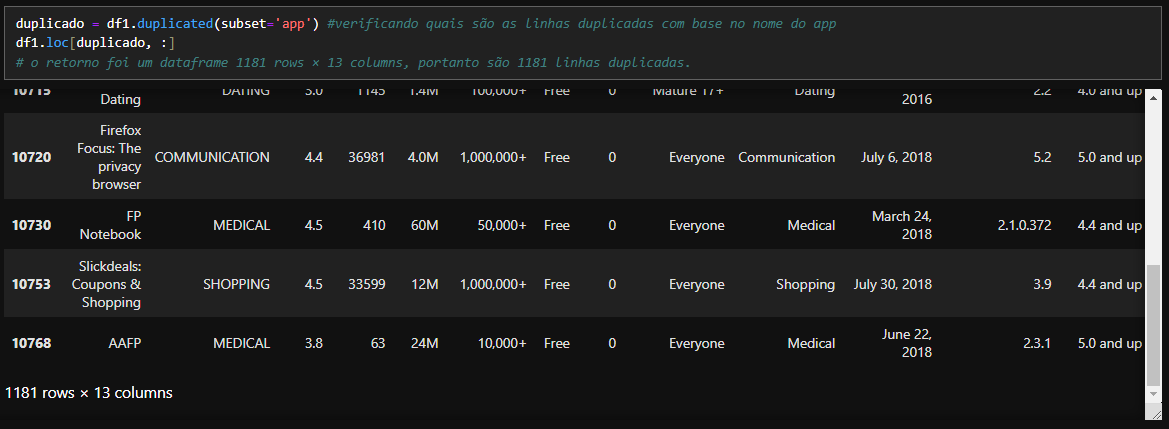 duplicado = df1.duplicated(subset='app') #verificando quais são as linhas duplicadas com base no nome do app
df1.loc[duplicado, :]
# o retorno foi um dataframe 1181 rows × 13 columns, portanto são 1181 linhas duplicadas.
10715 DATING 3.0 1145 1.4M 100,000+ Free 0 Mature 17+ Dating 2.2 4.0 and up
Dating 2016
Firefox
Focus: The
10720 COMMUNICATION 4.4 36981 4.0M 1,000,000+ Free 0 Everyone Communication July 6, 2018 5.2 5.0 and up
privacy
browser
FP March 24,
10730 MEDICAL 4.5 410 60M 50,000+ Free 0 Everyone Medical 2.1.0.372 4.4 and up
Notebook 2018
Slickdeals:
10753 Coupons & SHOPPING 4.5 33599 12M 1,000,000+ Free 0 Everyone Shopping July 30, 2018 3.9 4.4 and up
Shopping
June 22,
10768 AAFP MEDICAL 3.8 63 24M 10,000+ Free 0 Everyone Medical 2.3.1 5.0 and up
2018
1181 rows × 13 columns